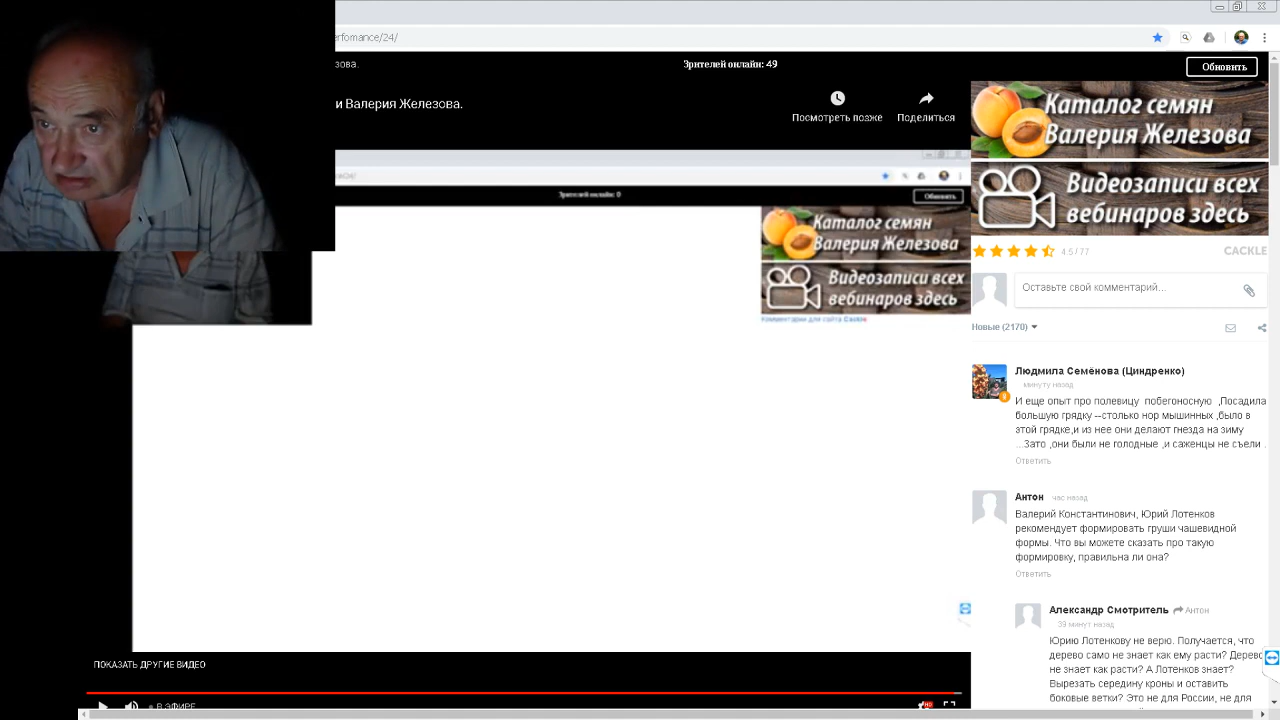 erfomance/24/
зова.
Зрителей онлайн: 49
Обновить
и Валерия Железова.
Посмотреть позже
Поделиться
Каталог семян
Валерия Железова
Видеозаписи всех
вебинаров здесь
Зрителей онлайн: 0
Обновить
Каталог семян
Валерия Железова
Видеозаписи всех
вебинаров здесь
Комментарии для сайта Cackle
4.5 / 77
CACKLE
Оставьте свой комментарий...
Новые (2170)
Людмила Семёнова (Циндренко)
минуту назад
И еще опыт про полевицу побегоносную ,Посадила
большую грядку --столько нор мышинных ,было в
этой грядке,и из нее они делают гнезда на зиму
...Зато ,они были не голодные ,и саженцы не съели .
Ответить
Антон час назад
Валерий Константинович, Юрий Лотенков
рекомендует формировать груши чашевидной
формы. Что вы можете сказать про такую
формировку, правильна ли она?
Ответить
Александр Смотритель Антон
39 минут назад
Юрию Лотенкову не верю. Получается, что
дерево само не знает как ему расти? Дерево
не знает как расти? А Лотенков знает?
Вырезать середину кроны и оставить
боковые ветки? Это не для России, не для
ПОКАЗАТЬ ДРУГИЕ ВИДЕО
В ЭФИРЕ
HD